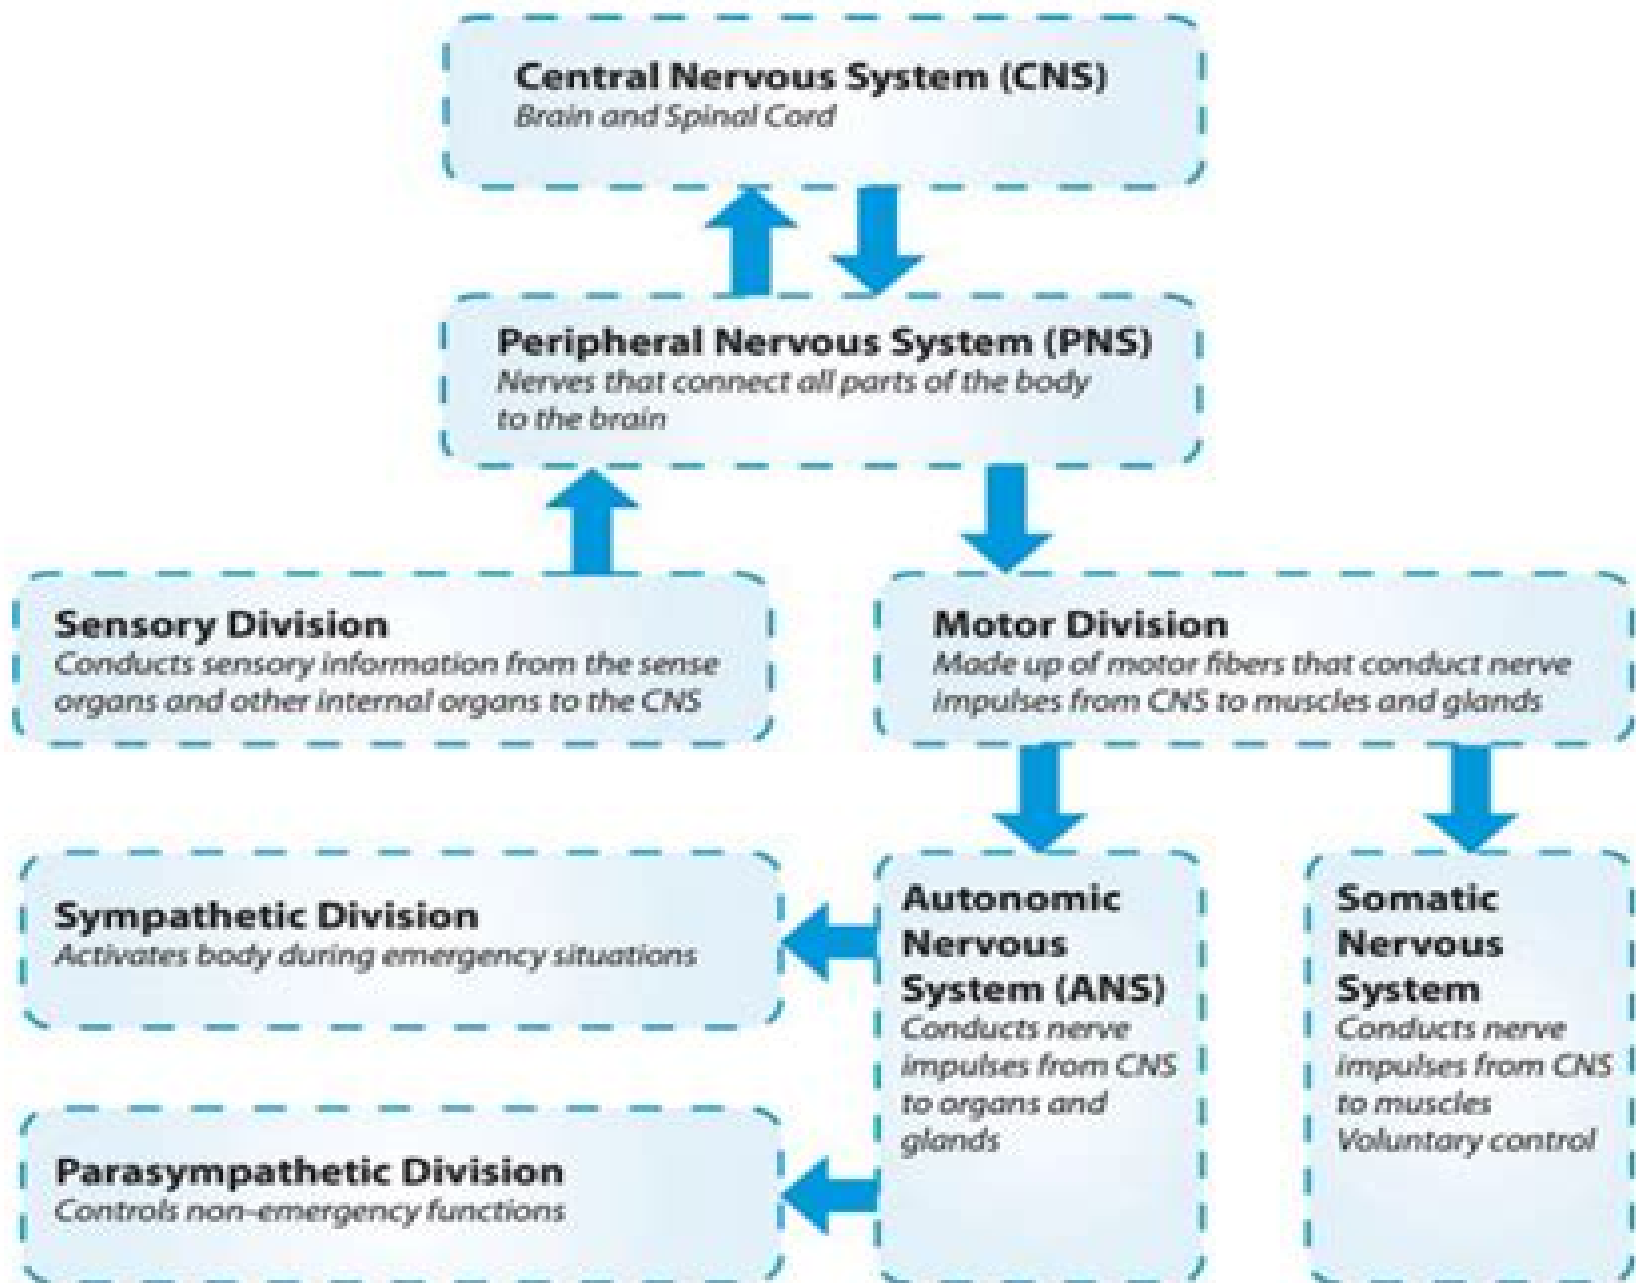 Central Nervous System (CNS)
Brain and Spinal Cord
Peripheral Nervous System (PNS)
Nerves that connect all parts of the body
to the brain
Sensory Division
Conducts sensory information from the sense
organs and other internal organs to the CNS
Motor Division
Made up of motor fibers that conduct nerve
impulses from CNS to muscles and glands
Sympathetic Division
Activates body during emergency situations
Parasympathetic Division
Controls non-emergency functions
Autonomic
Nervous
System (ANS)
Conducts nerve
impulses from CNS
to organs and
glands
Somatic
Nervous
System
Conducts nerve
impulses from CNS
to muscles
Voluntary control